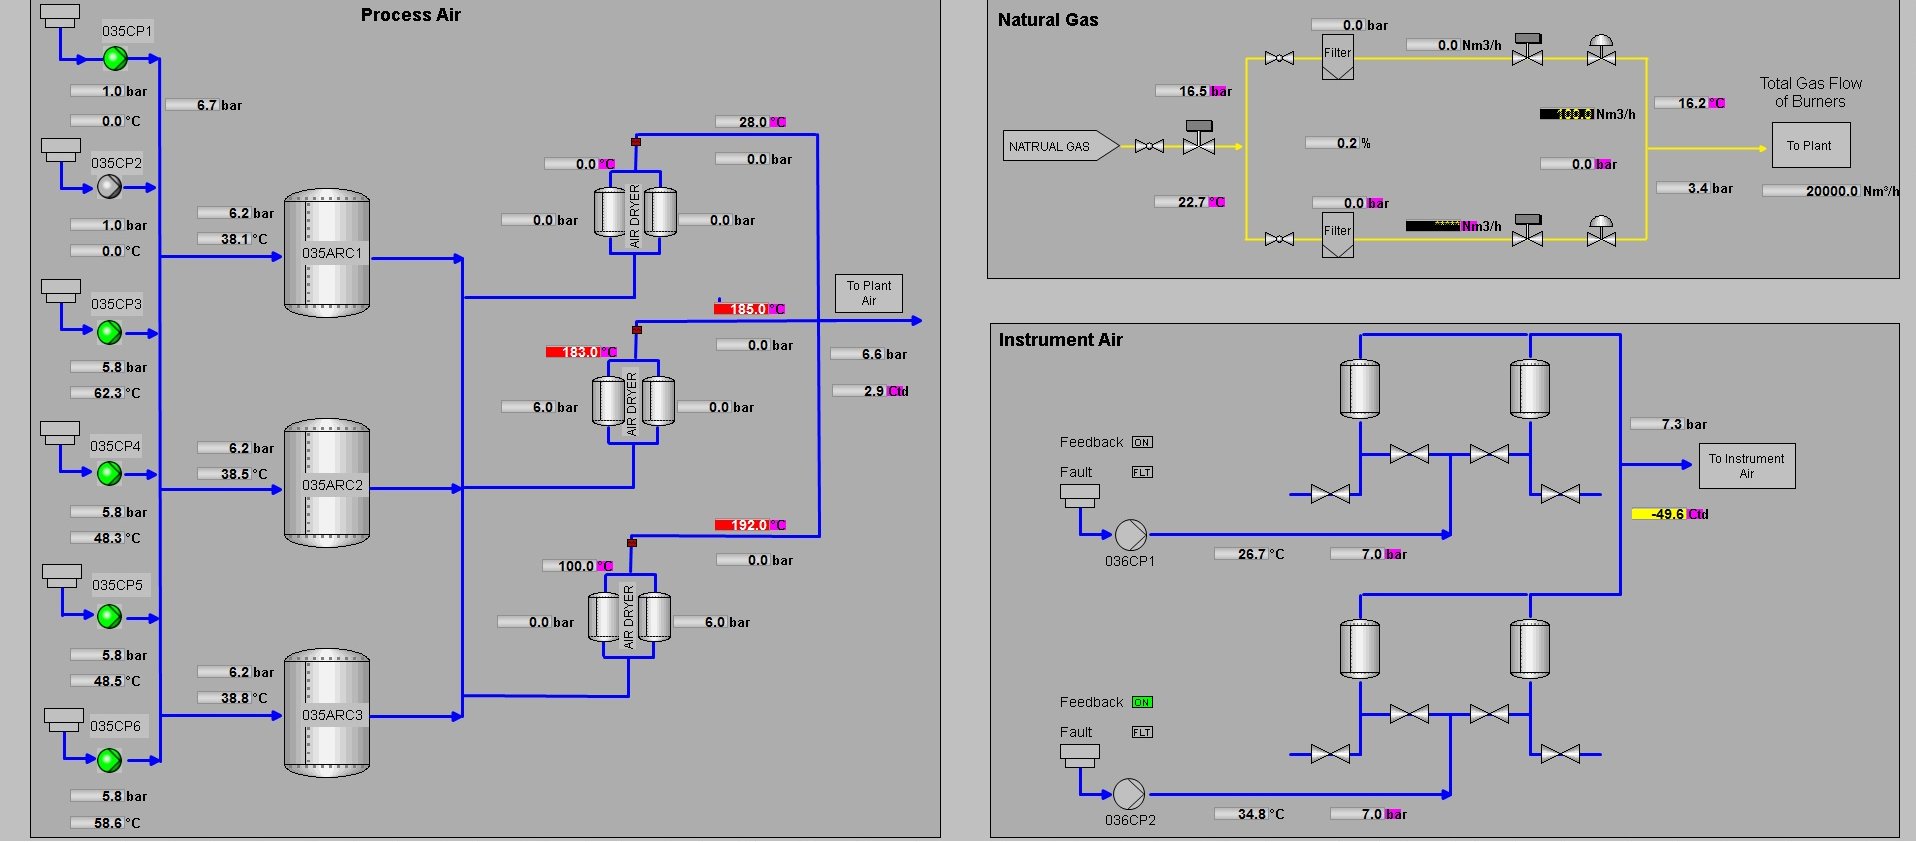 Process Air
035CP1
1.0 bar
0.0 °C
6.7 bar
035CP2
1.0 bar
0.0 °C
035CP3
5.8 bar
62.3 °C
035CP4
5.8 bar
48.3 °C
035CP5
5.8 bar
48.5 °C
035CP6
5.8 bar
58.6 °C
6.2 bar
38.1 °C
035ARC1
6.2 bar
38.5 °C
035ARC2
6.2 bar
38.8 °C
035ARC3
28.0 °C
0.0 bar
0.0 °C
0.0 bar
AIR DRYER
0.0 bar
185.0 °C
0.0 bar
183.0 °C
6.0 bar
AIR DRYER
0.0 bar
192.0 °C
0.0 bar
100.0 °C
0.0 bar
AIR DRYER
6.0 bar
To Plant
Air
6.6 bar
2.9 Ctd
Natural Gas
0.0 bar
Filter
0.0 Nm3/h
16.5 bar
NATRUAL GAS
22.7 °C
0.2 %
100.0 Nm3/h
0.0 bar
0.0 bar
Filter
***** Nm3/h
16.2 °C
3.4 bar
Total Gas Flow
of Burners
To Plant
20000.0 Nm³/h
Instrument Air
Feedback ON
Fault FLT
036CP1
26.7 °C
7.0 bar
7.3 bar
To Instrument
Air
-49.6 Ctd
Feedback ON
Fault FLT
036CP2
34.8 °C
7.0 bar